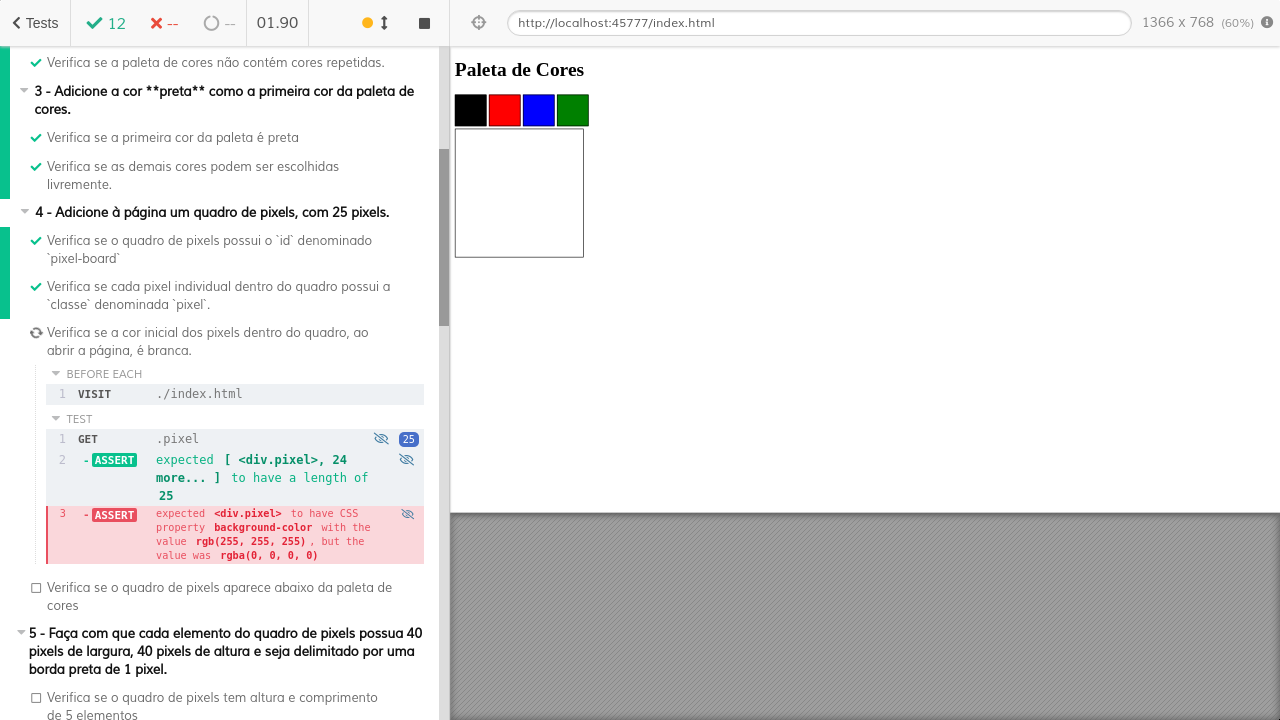 Tests
12
--
--
01.90
http://localhost:45777/index.html
1366 x 768 (60%)
Verifica se a paleta de cores não contém cores repetidas.
3 - Adicione a cor **preta** como a primeira cor da paleta de
cores.
Verifica se a primeira cor da paleta é preta
Verifica se as demais cores podem ser escolhidas
livremente.
4 - Adicione à página um quadro de pixels, com 25 pixels.
Verifica se o quadro de pixels possui o `id` denominado
`pixel-board`
Verifica se cada pixel individual dentro do quadro possui a
`classe` denominada `pixel`.
Verifica se a cor inicial dos pixels dentro do quadro, ao
abrir a página, é branca.
BEFORE EACH
1 VISIT ./index.html
TEST
1 GET .pixel 25
2 -ASSERT expected [ <div.pixel>, 24
more... ] to have a length of
25
3 -ASSERT expected <div.pixel> to have CSS
property background-color with the
value rgb(255, 255, 255), but the
value was rgba(0, 0, 0, 0)
Verifica se o quadro de pixels aparece abaixo da paleta de
cores
5 - Faça com que cada elemento do quadro de pixels possua 40
pixels de largura, 40 pixels de altura e seja delimitado por uma
borda preta de 1 pixel.
Verifica se o quadro de pixels tem altura e comprimento
de 5 elementos
Paleta de Cores